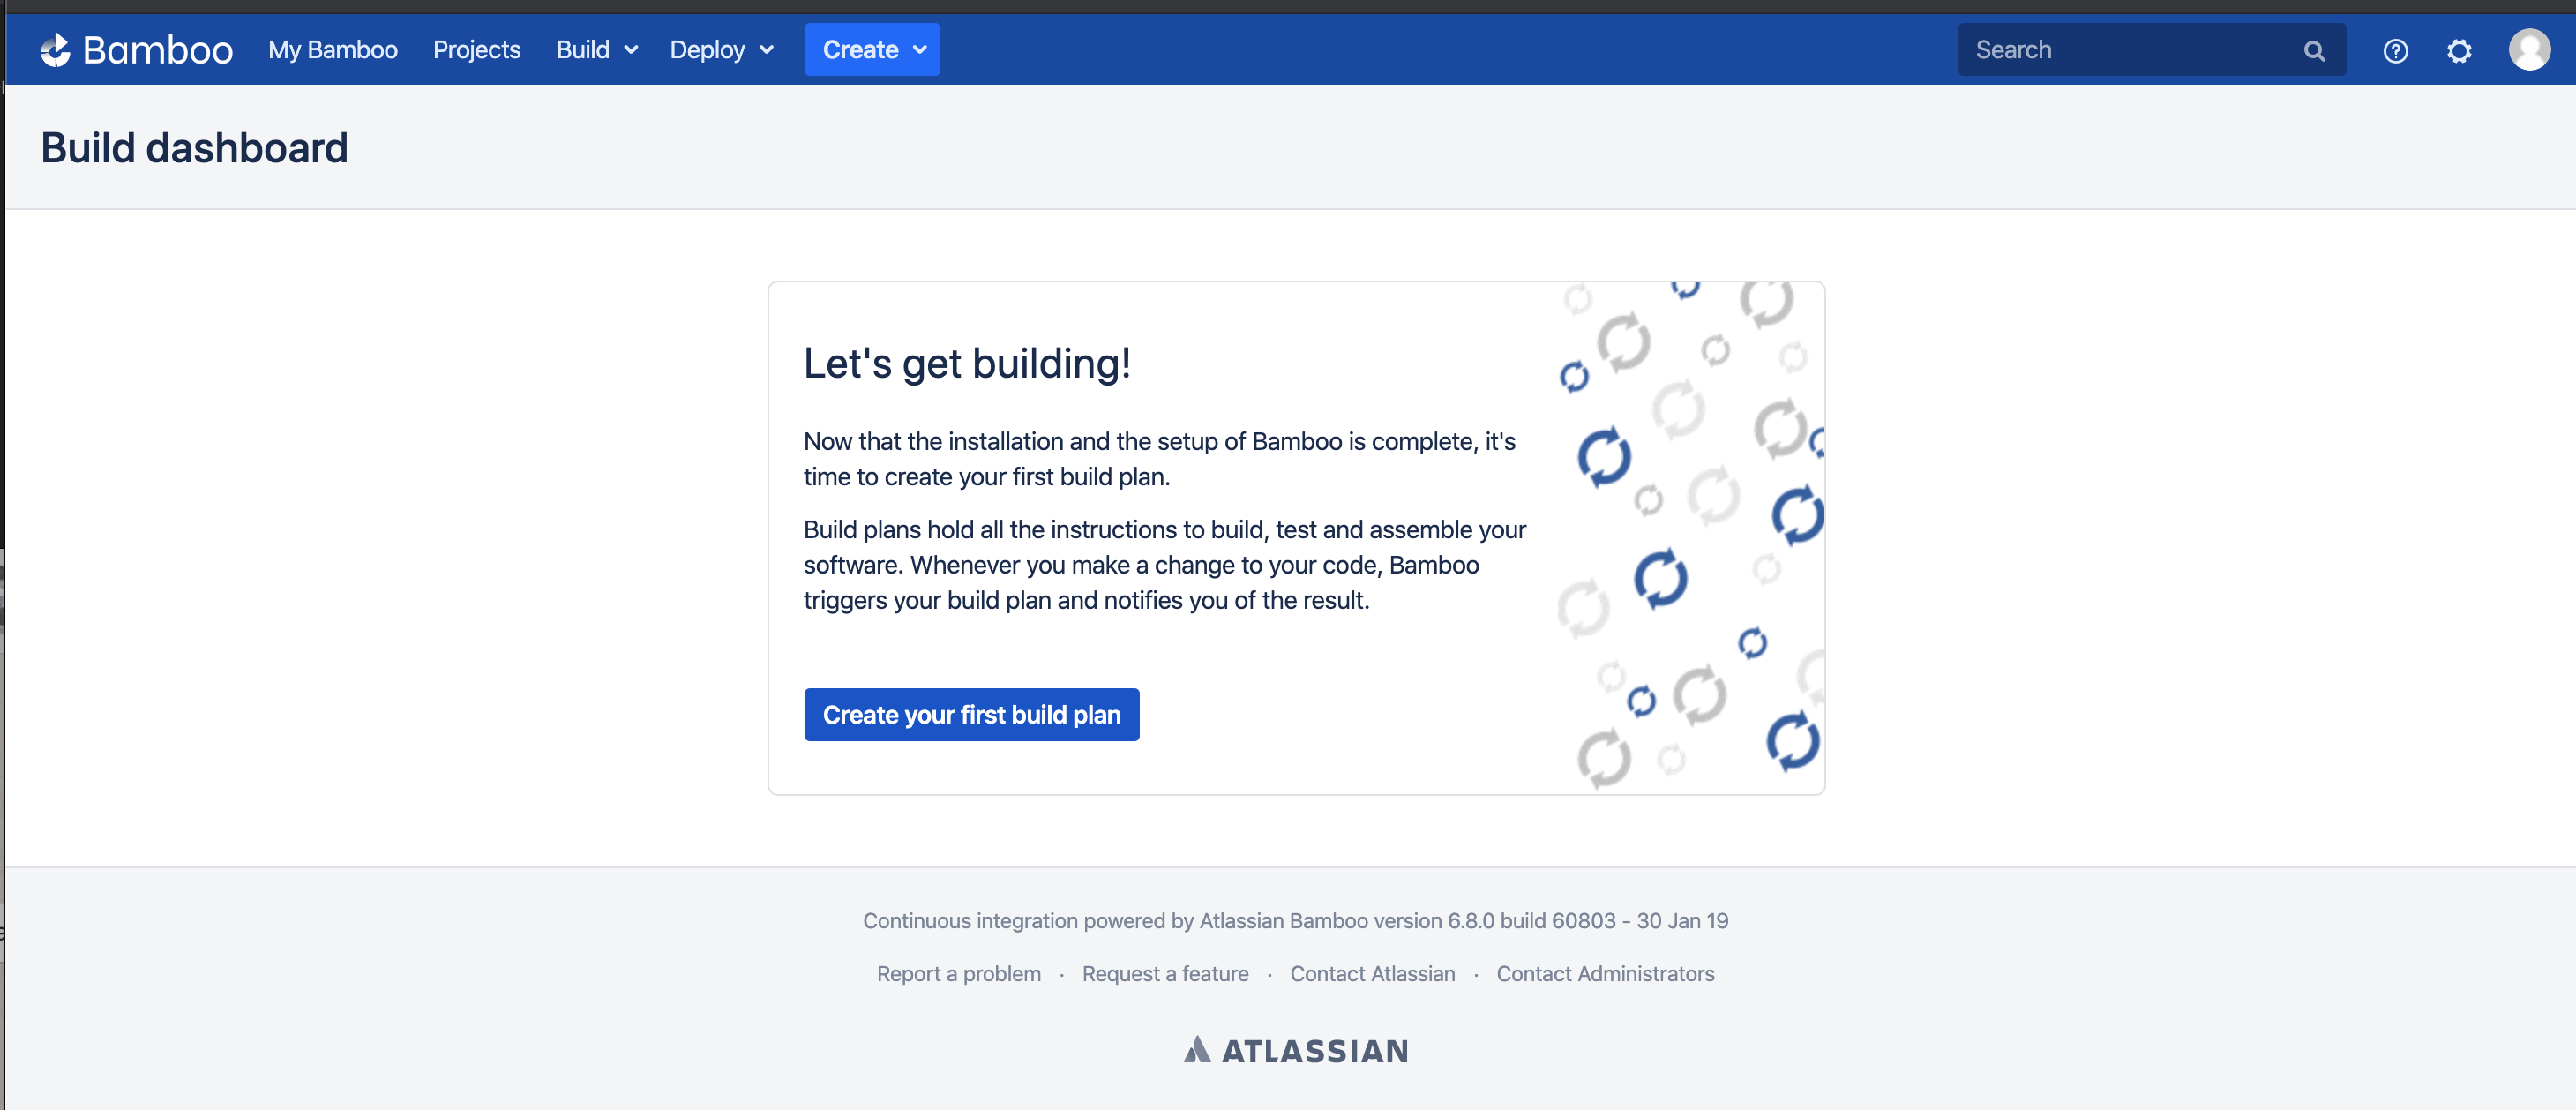 Bamboo My Bamboo Projects Build Deploy Create Search
Build dashboard
Let's get building!
Now that the installation and the setup of Bamboo is complete, it's
time to create your first build plan.
Build plans hold all the instructions to build, test and assemble your
software. Whenever you make a change to your code, Bamboo
triggers your build plan and notifies you of the result.
Create your first build plan
Continuous integration powered by Atlassian Bamboo version 6.8.0 build 60803 - 30 Jan 19
Report a problem · Request a feature · Contact Atlassian · Contact Administrators
ATLASSIAN